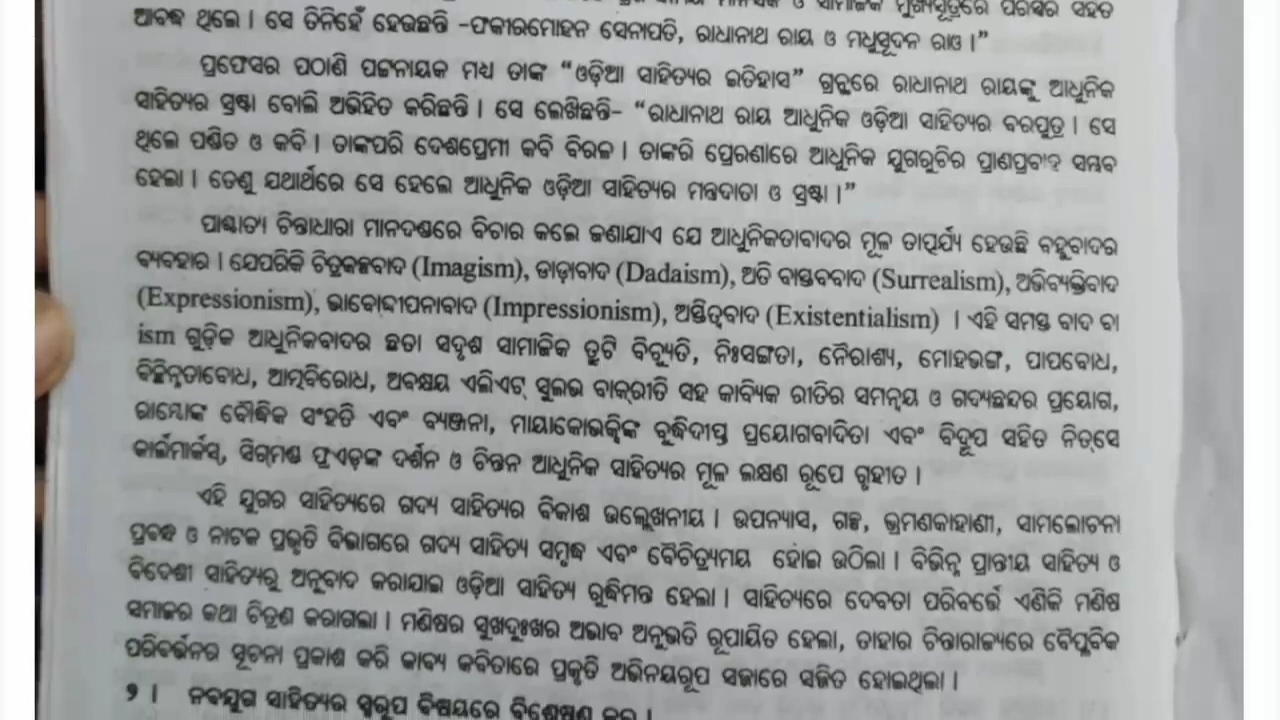 ଆବଦ୍ଧ ଥିଲେ । ସେ ତିନିହେଁ ହେଉଛନ୍ତି –ଫକୀରମୋହନ ସେନାପତି, ରାଧାନାଥ ରାୟ ଓ ମଧୁସୂଦନ ରାଓ ।”
ପ୍ରଫେସର ପଠାଣି ପଟ୍ଟନାୟକ ମଧ୍ୟ ତାଙ୍କ “ଓଡ଼ିଆ ସାହିତ୍ୟର ଇତିହାସ” ଗ୍ରନ୍ଥରେ ରାଧାନାଥ ରାୟଙ୍କୁ ଆଧୁନିକ
ସାହିତ୍ୟର ସ୍ରଷ୍ଟା ବୋଲି ଅଭିହିତ କରିଛନ୍ତି । ସେ ଲେଖିଛନ୍ତି– “ରାଧାନାଥ ରାୟ ଆଧୁନିକ ଓଡ଼ିଆ ସାହିତ୍ୟର ବରପୁତ୍ର । ସେ
ଥିଲେ ପଣ୍ଡିତ ଓ କବି । ତାଙ୍କପରି ଦେଶପ୍ରେମୀ କବି ବିରଳ । ତାଙ୍କରି ପ୍ରେରଣାରେ ଆଧୁନିକ ଯୁଗରୁଚିର ପ୍ରାଣପ୍ରବାହ ସମ୍ଭବ
ହେଲା । ତେଣୁ ଯଥାର୍ଥରେ ସେ ହେଲେ ଆଧୁନିକ ଓଡ଼ିଆ ସାହିତ୍ୟର ମନ୍ତଦାତା ଓ ସ୍ରଷ୍ଟା ।”
ପାଶ୍ଚାତ୍ୟ ଚିନ୍ତାଧାରା ମାନଦଣ୍ଡରେ ବିଚାର କଲେ ଜଣାଯାଏ ଯେ ଆଧୁନିକତାବାଦର ମୂଳ ତାତ୍ପର୍ଯ୍ୟ ହେଉଛି ବହୁବାଦର
ବ୍ୟବହାର । ଯେପରିକି ଚିତ୍ରକଳ୍ପବାଦ (Imagism), ଡାଡ଼ାବାଦ (Dadaism), ଅତି ବାସ୍ତବବାଦ (Surrealism), ଅଭିବ୍ୟକ୍ତିବାଦ
(Expressionism), ଭାବୋଦ୍ଦୀପନାବାଦ (Impressionism), ଅସ୍ତିତ୍ୱବାଦ (Existentialism) । ଏହି ସମସ୍ତ ବାଦ ବା
ism ଗୁଡ଼ିକ ଆଧୁନିକବାଦର ଛତା ସଦୃଶ ସାମାଜିକ ତ୍ରୁଟି ବିଚ୍ୟୁତି, ନିଃସଙ୍ଗତା, ନୈରାଶ୍ୟ, ମୋହଭଙ୍ଗ, ପାପବୋଧ,
ବିଚ୍ଛିନ୍ନତାବୋଧ, ଆତ୍ମବିରୋଧ, ଅବକ୍ଷୟ ଏଲିଏଟ୍ ସୁଲଭ ବାକ୍‌ରୀତି ସହ କାବ୍ୟିକ ରୀତିର ସମନ୍ୱୟ ଓ ଗଦ୍ୟଛନ୍ଦର ପ୍ରୟୋଗ,
ରାମ୍ବୋଙ୍କ ବୌଦ୍ଧିକ ସଂହତି ଏବଂ ବ୍ୟଞ୍ଜନା, ମାୟାକୋଭସ୍କିଙ୍କ ବୁଦ୍ଧିଦୀପ୍ତ ପ୍ରୟୋଗବାଦିତା ଏବଂ ବିଦ୍ରୂପ ସହିତ ନିତ୍‌ସେ
କାର୍ଲମାର୍କସ୍, ସିଗ୍‌ମଣ୍ଡ ଫ୍ରଏଡ଼ଙ୍କ ଦର୍ଶନ ଓ ଚିନ୍ତନ ଆଧୁନିକ ସାହିତ୍ୟର ମୂଳ ଲକ୍ଷଣ ରୂପେ ଗୃହୀତ ।
ଏହି ଯୁଗର ସାହିତ୍ୟରେ ଗଦ୍ୟ ସାହିତ୍ୟର ବିକାଶ ଉଲ୍ଲେଖନୀୟ । ଉପନ୍ୟାସ, ଗଳ୍ପ, ଭ୍ରମଣକାହାଣୀ, ସାମଲୋଚନା
ପ୍ରବନ୍ଧ ଓ ନାଟକ ପ୍ରଭୃତି ବିଭାଗରେ ଗଦ୍ୟ ସାହିତ୍ୟ ସମୃଦ୍ଧ ଏବଂ ବୈଚିତ୍ର୍ୟମୟ ହୋଇ ଉଠିଲା । ବିଭିନ୍ନ ପ୍ରାନ୍ତୀୟ ସାହିତ୍ୟ ଓ
ବିଦେଶୀ ସାହିତ୍ୟରୁ ଅନୁବାଦ କରାଯାଇ ଓଡ଼ିଆ ସାହିତ୍ୟ ରୁଦ୍ଧିମନ୍ତ ହେଲା । ସାହିତ୍ୟରେ ଦେବତା ପରିବର୍ତ୍ତେ ଏଣିକି ମଣିଷ
ସମାଜର କଥା ଚିତ୍ରଣ କରାଗଲା । ମଣିଷର ସୁଖଦୁଃଖର ଅଭାବ ଅନୁଭତି ରୂପାୟିତ ହେଲା, ତାହାର ଚିନ୍ତାରାଜ୍ୟରେ ବୈପ୍ଳବିକ
ପରିବର୍ତ୍ତନର ସୂଚନା ପ୍ରକାଶ କରି କାବ୍ୟ କବିତାରେ ପ୍ରକୃତି ଅଭିନୟରୂପ ସଜାରେ ସଜିତ ହୋଇଥିଲା ।
୨ । ନବଯୁଗ ସାହିତ୍ୟର ସ୍ୱରୂପ ବିଷୟରେ ବିଶ୍ଳେଷଣ କର ।